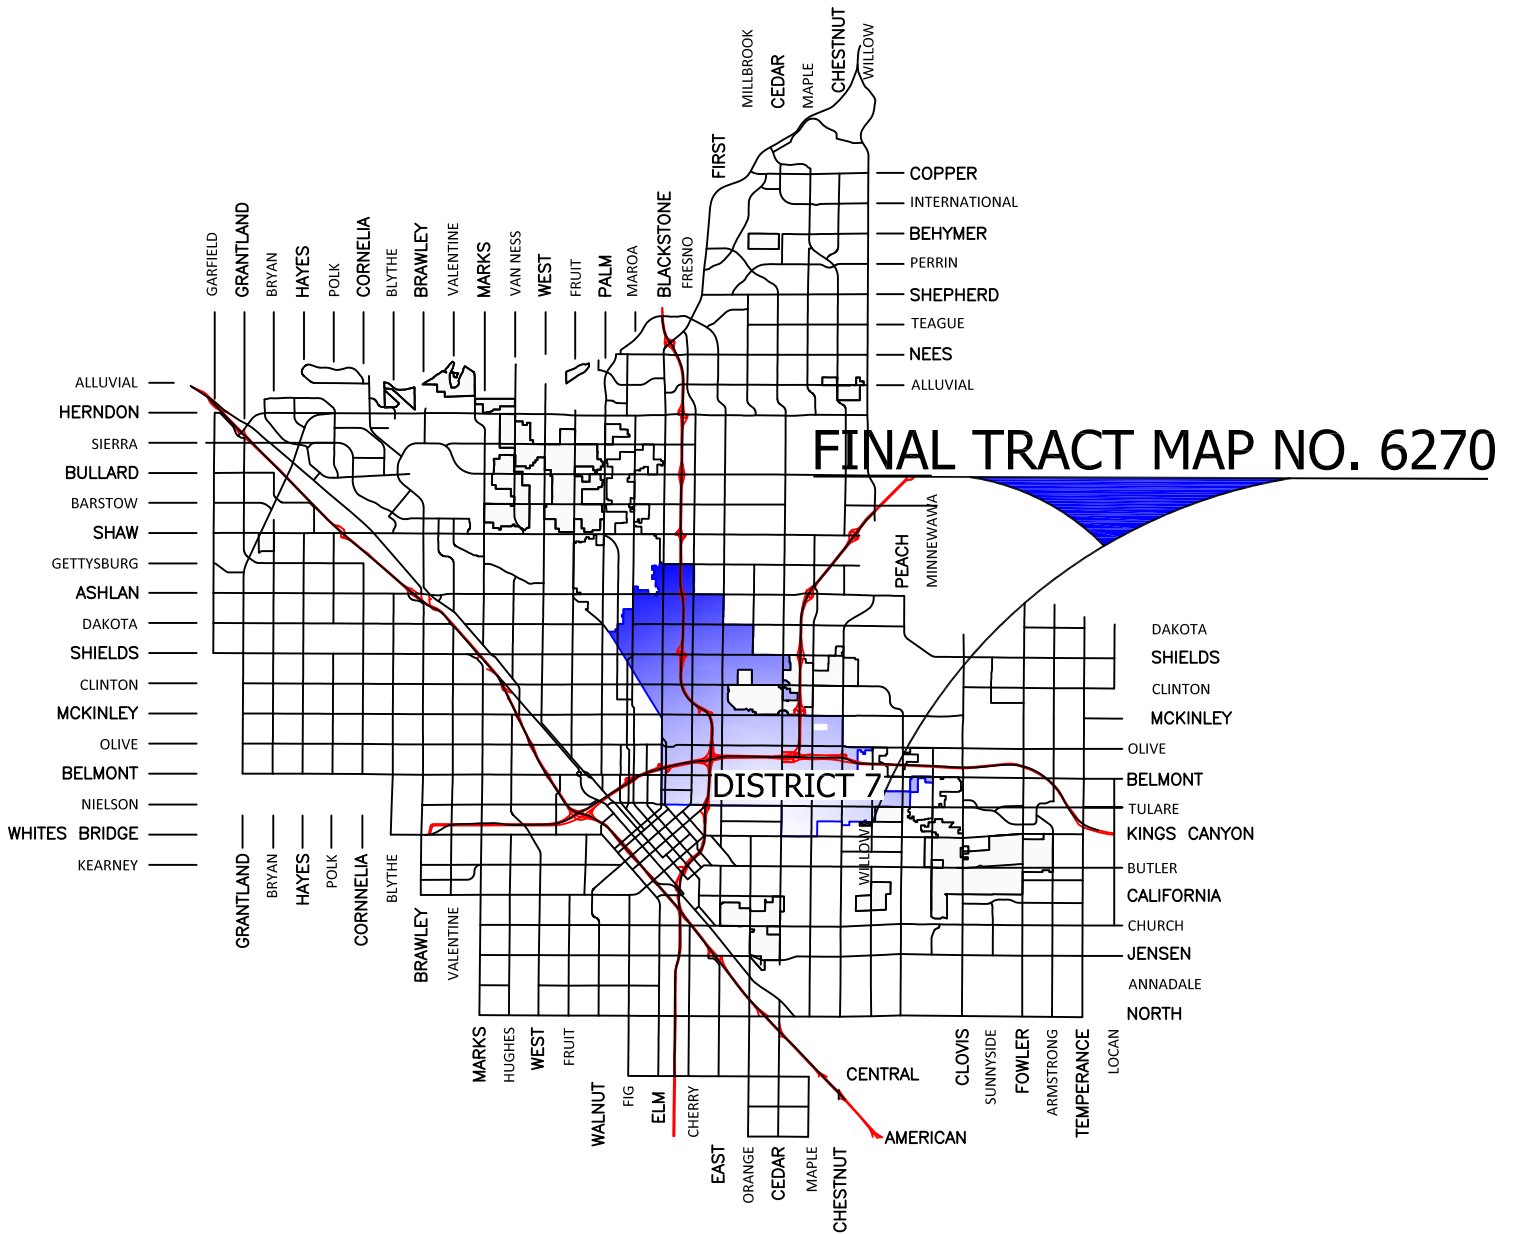 MILLBROOK
CEDAR
MAPLE
CHESTNUT
WILLOW
FIRST
COPPER
INTERNATIONAL
BEHYMER
PERRIN
SHEPHERD
TEAGUE
NEES
ALLUVIAL
GARFIELD
GRANTLAND
BRYAN
HAYES
POLK
CORNELIA
BLYTHE
BRAWLEY
VALENTINE
MARKS
VAN NESS
WEST
FRUIT
PALM
MAROA
BLACKSTONE
FRESNO
ALLUVIAL
HERNDON
SIERRA
BULLARD
BARSTOW
SHAW
GETTYSBURG
ASHLAN
DAKOTA
SHIELDS
CLINTON
MCKINLEY
OLIVE
BELMONT
NIELSON
WHITES BRIDGE
KEARNEY
FINAL TRACT MAP NO. 6270
PEACH
MINNEWAWA
DISTRICT 7
WILLOW
DAKOTA
SHIELDS
CLINTON
MCKINLEY
OLIVE
BELMONT
TULARE
KINGS CANYON
BUTLER
CALIFORNIA
CHURCH
JENSEN
ANNADALE
NORTH
GRANTLAND
BRYAN
HAYES
POLK
CORNNELIA
BLYTHE
BRAWLEY
VALENTINE
MARKS
HUGHES
WEST
FRUIT
WALNUT
FIG
ELM
CHERRY
EAST
ORANGE
CEDAR
MAPLE
CHESTNUT
CENTRAL
AMERICAN
CLOVIS
SUNNYSIDE
FOWLER
ARMSTRONG
TEMPERANCE
LOCAN